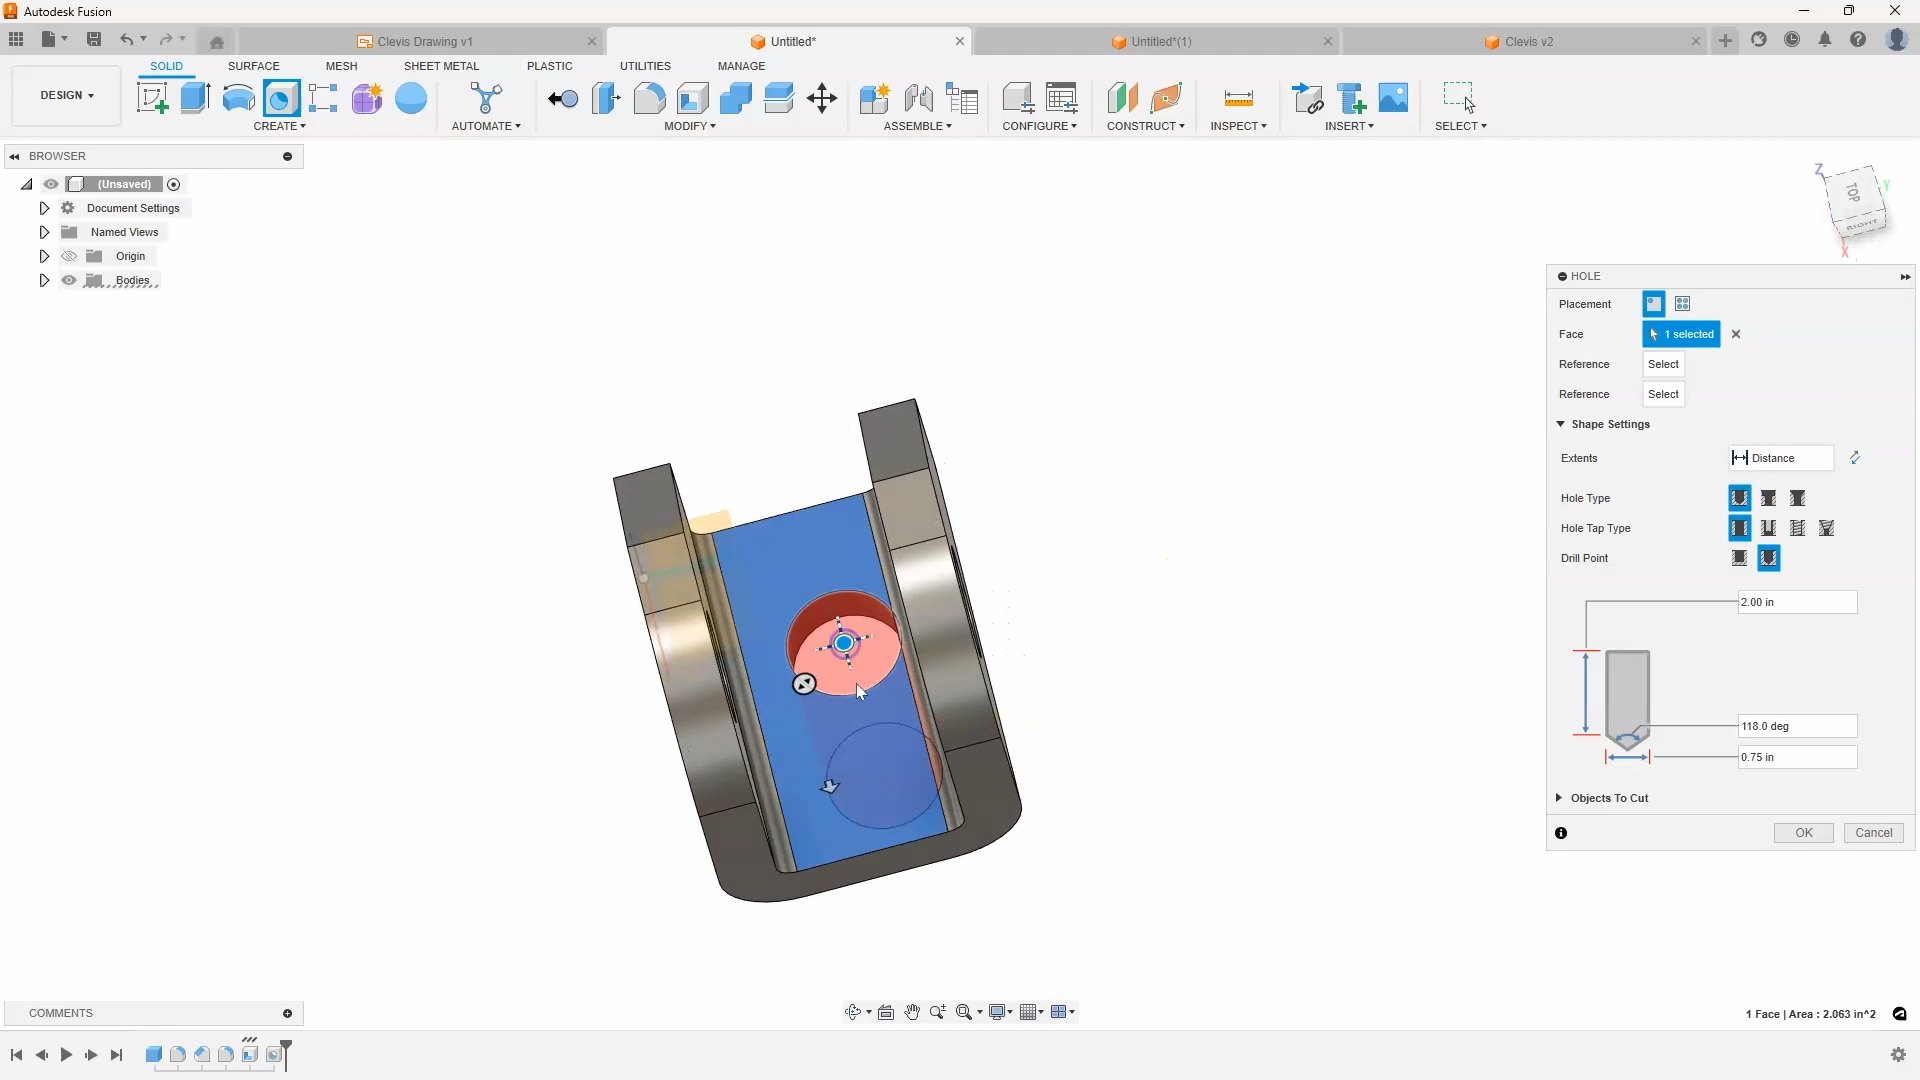 Autodesk Fusion
Clevis Drawing v1
Untitled*
Untitled*(1)
Clevis v2
DESIGN
SOLID
SURFACE
MESH
SHEET METAL
PLASTIC
UTILITIES
MANAGE
CREATE
AUTOMATE
MODIFY
ASSEMBLE
CONFIGURE
CONSTRUCT
INSPECT
INSERT
SELECT
BROWSER
(Unsaved)
Document Settings
Named Views
Origin
Bodies
Z
Y
TOP
RIGHT
X
HOLE
Placement
Face
1 selected
Reference
Select
Reference
Select
Shape Settings
Extents
Distance
Hole Type
Hole Tap Type
Drill Point
2.00 in
118.0 deg
0.75 in
Objects To Cut
OK
Cancel
COMMENTS
1 Face | Area : 2.063 in^2